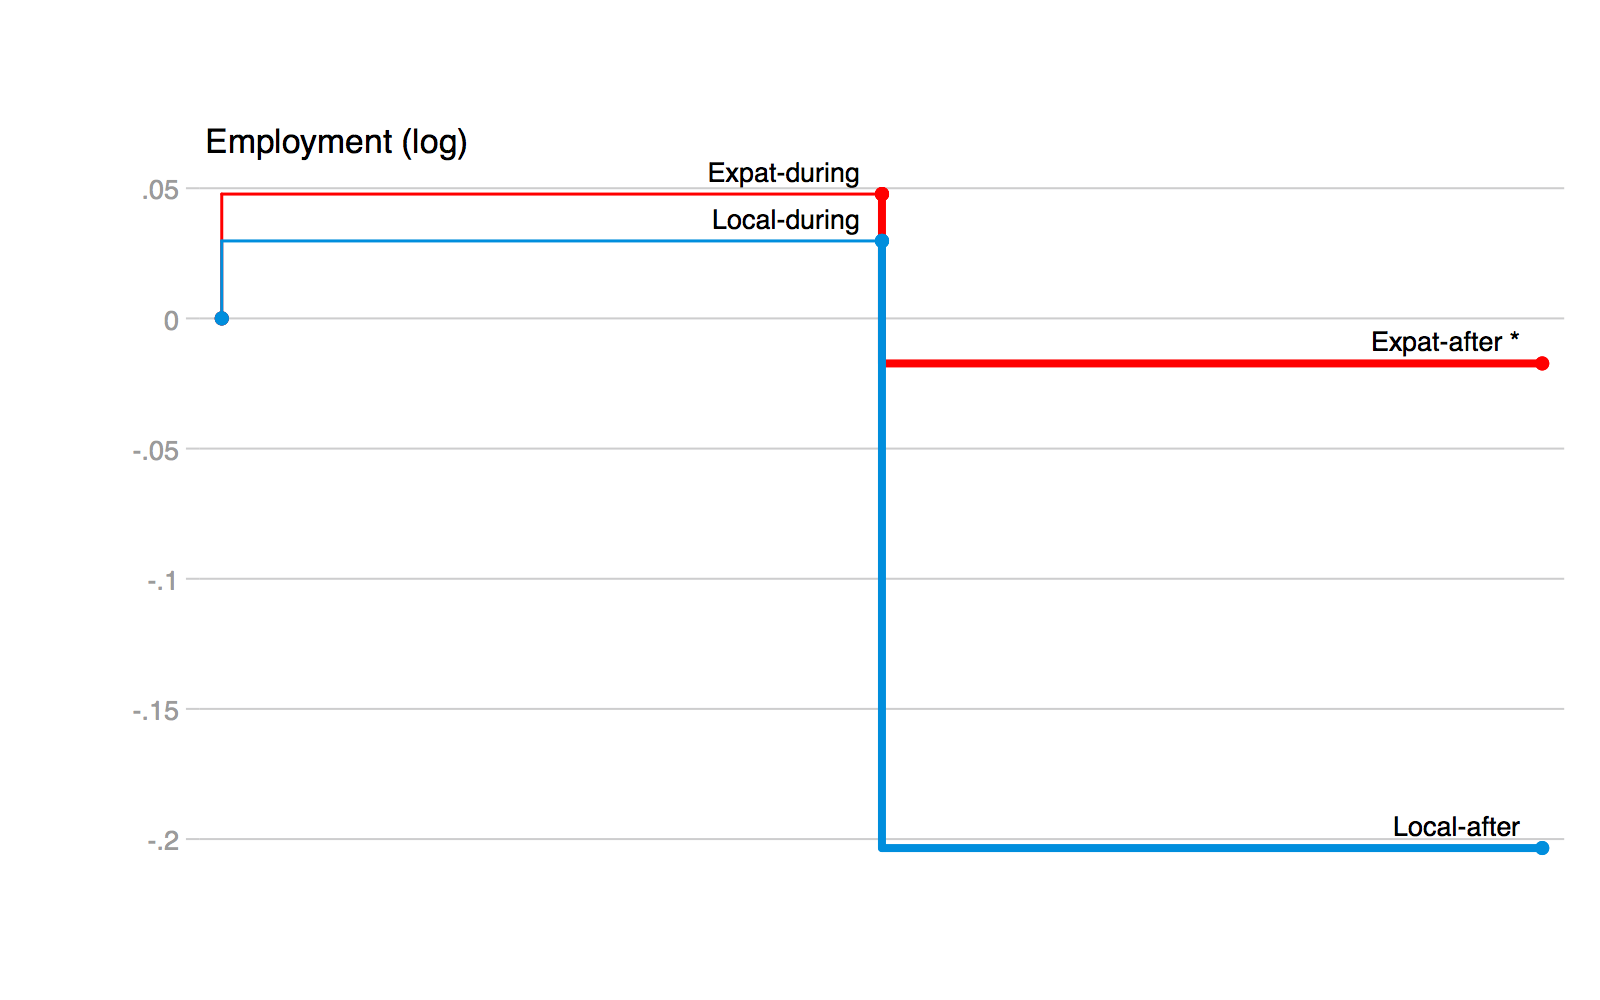 Employment (log)
Expat-during
.05
Local-during
0
Expat-after *
-.05
-.1
-.15
Local-after
-.2